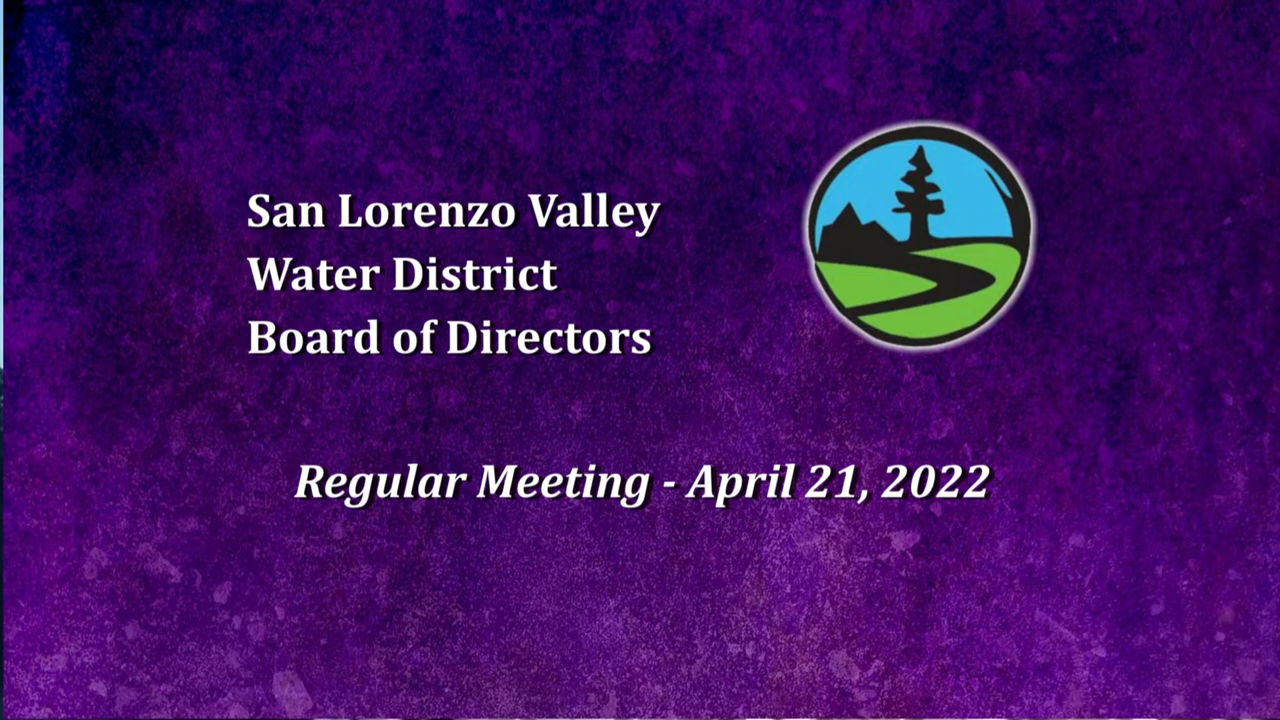 San Lorenzo Valley
Water District
Board of Directors
Regular Meeting - April 21, 2022